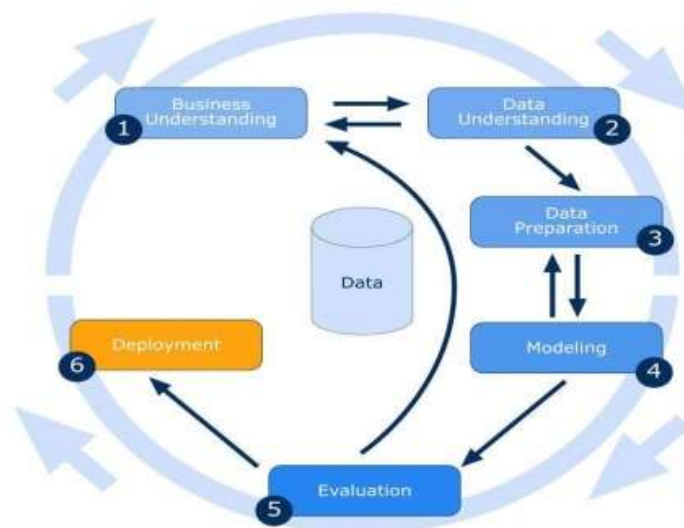 Business
Understanding
1
Data
Understanding
2
Data
Preparation
3
Data
Deployment
6
Modeling
4
Evaluation
5